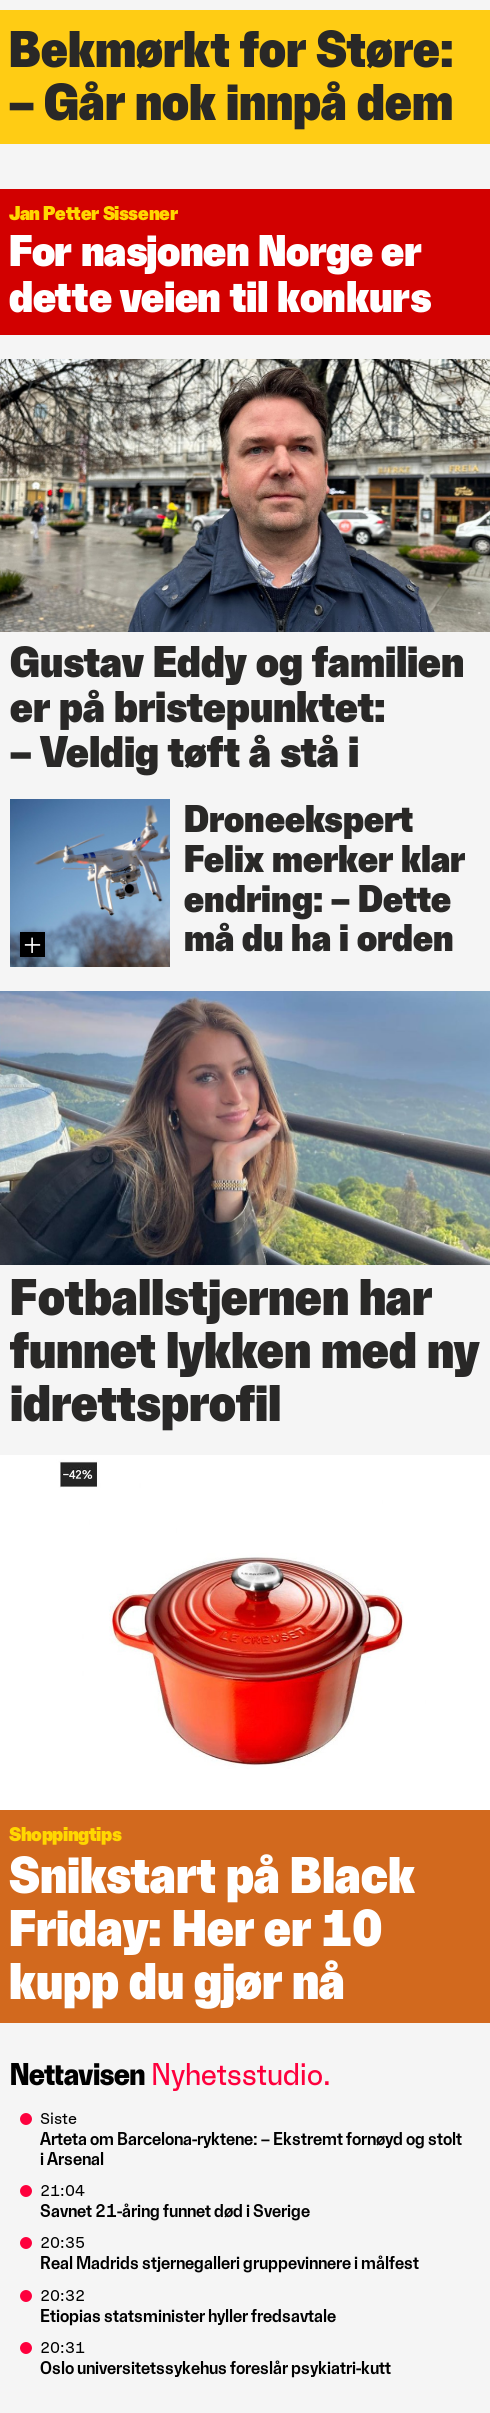 Bekmørkt for Støre:
– Går nok innpå dem
Jan Petter Sissener
For nasjonen Norge er
dette veien til konkurs
Gustav Eddy og familien
er på bristepunktet:
– Veldig tøft å stå i
Droneekspert
Felix merker klar
endring: – Dette
må du ha i orden
Fotballstjernen har
funnet lykken med ny
idrettsprofil
–42%
LE CREUSET
Shoppingtips
Snikstart på Black
Friday: Her er 10
kupp du gjør nå
Nettavisen Nyhetsstudio.
Siste
Arteta om Barcelona-ryktene: – Ekstremt fornøyd og stolt
i Arsenal
21:04
Savnet 21-åring funnet død i Sverige
20:35
Real Madrids stjernegalleri gruppevinnere i målfest
20:32
Etiopias statsminister hyller fredsavtale
20:31
Oslo universitetssykehus foreslår psykiatri-kutt